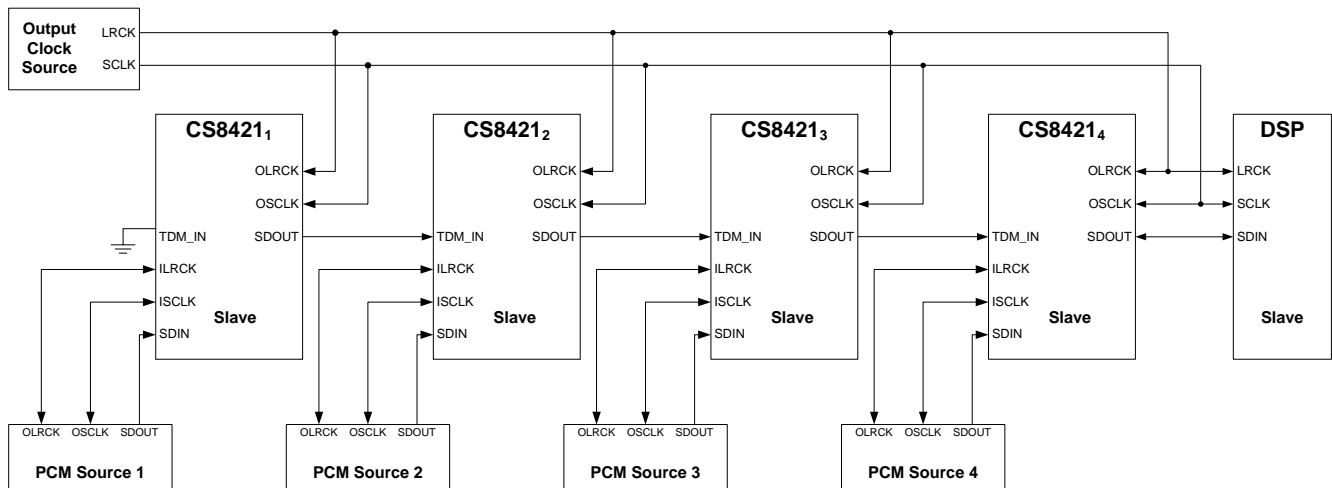 Output
Clock
Source
LRCK
SCLK
CS8421₁
OLRCK
OSCLK
TDM_IN
SDOUT
ILRCK
ISCLK
Slave
SDIN
CS8421₂
OLRCK
OSCLK
TDM_IN
SDOUT
ILRCK
ISCLK
Slave
SDIN
CS8421₃
OLRCK
OSCLK
TDM_IN
SDOUT
ILRCK
ISCLK
Slave
SDIN
CS8421₄
OLRCK
OSCLK
TDM_IN
SDOUT
ILRCK
ISCLK
Slave
SDIN
DSP
LRCK
SCLK
SDIN
Slave
OLRCK OSCLK SDOUT
PCM Source 1
OLRCK OSCLK SDOUT
PCM Source 2
OLRCK OSCLK SDOUT
PCM Source 3
OLRCK OSCLK SDOUT
PCM Source 4